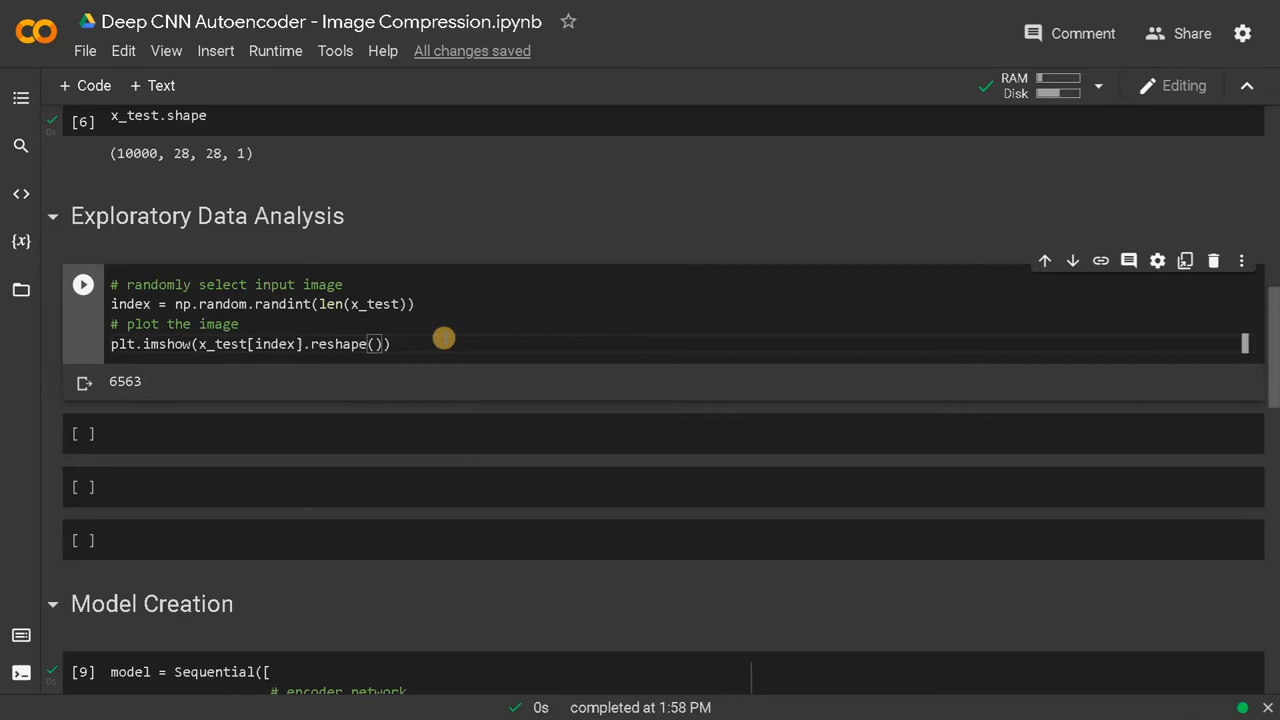 Deep CNN Autoencoder - Image Compression.ipynb
File Edit View Insert Runtime Tools Help All changes saved
Comment Share
+ Code + Text
RAM
Disk
Editing
[6] x_test.shape
0s
(10000, 28, 28, 1)
Exploratory Data Analysis
# randomly select input image
index = np.random.randint(len(x_test))
# plot the image
plt.imshow(x_test[index].reshape())
6563
[ ]
[ ]
[ ]
Model Creation
[9] model = Sequential([
0s
# encoder network
0s completed at 1:58 PM